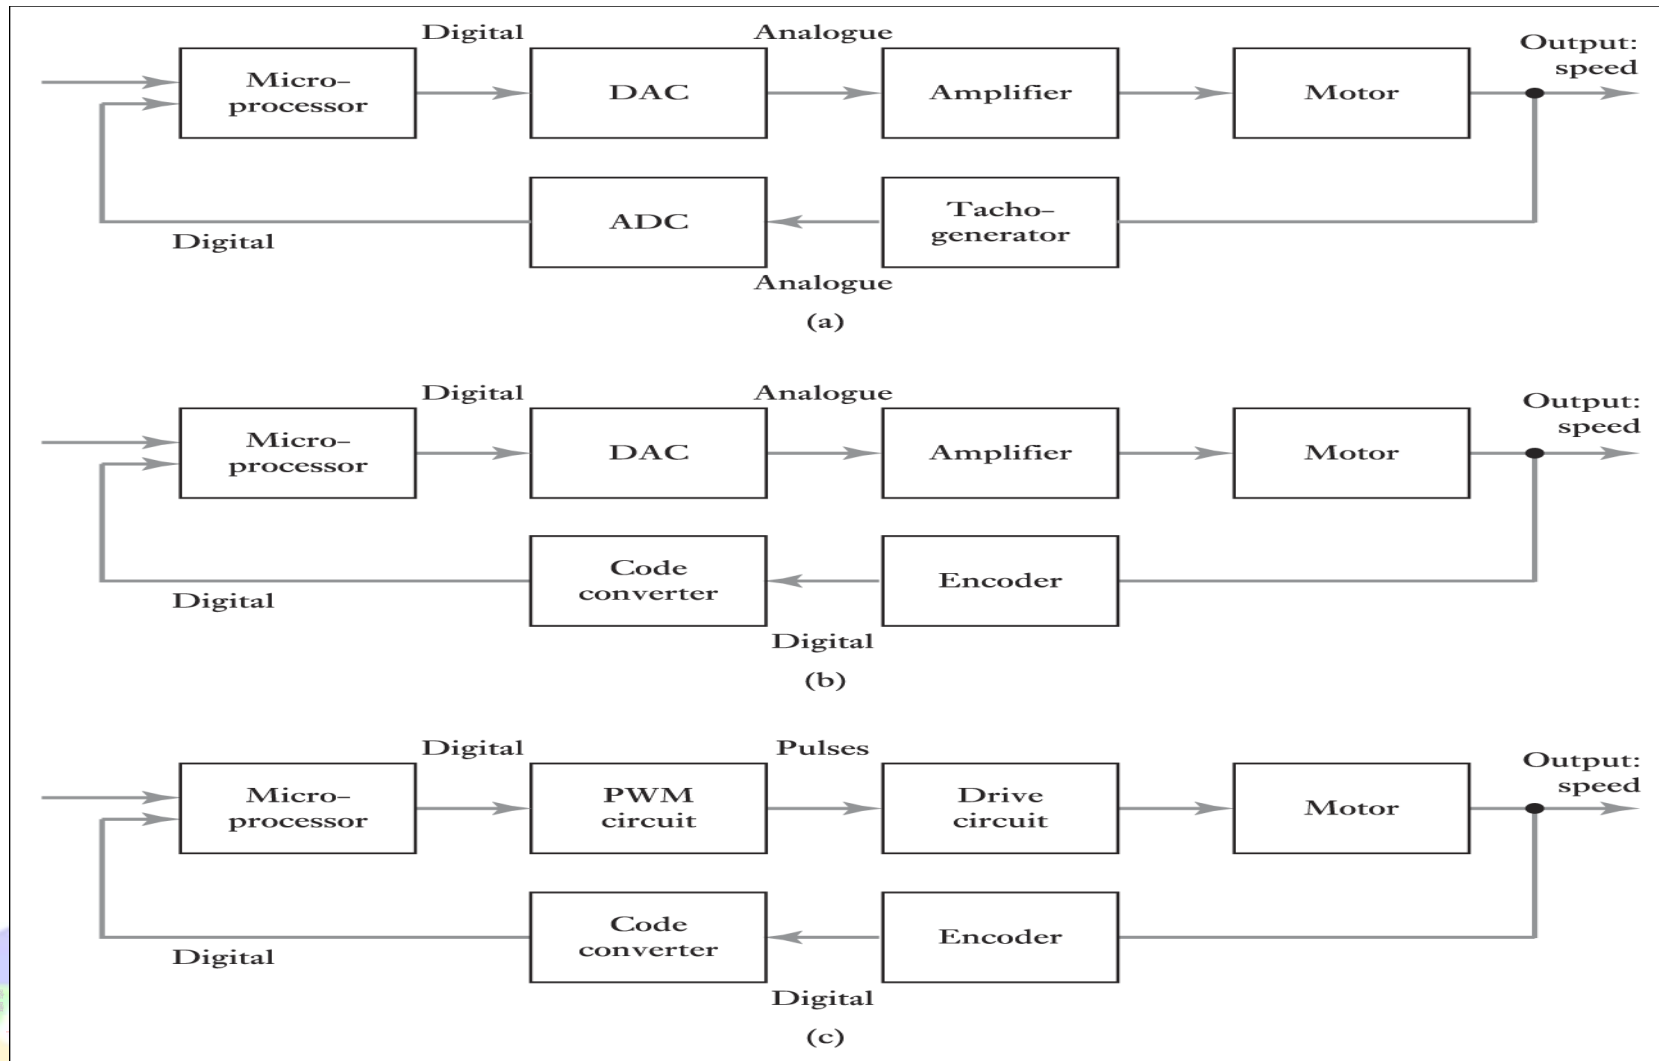 Digital
Analogue
Output:
speed
Micro-
processor
DAC
Amplifier
Motor
ADC
Tacho-
generator
Digital
Analogue
(a)
Digital
Analogue
Output:
speed
Micro-
processor
DAC
Amplifier
Motor
Code
converter
Encoder
Digital
Digital
(b)
Digital
Pulses
Output:
speed
Micro-
processor
PWM
circuit
Drive
circuit
Motor
Code
converter
Encoder
Digital
Digital
(c)